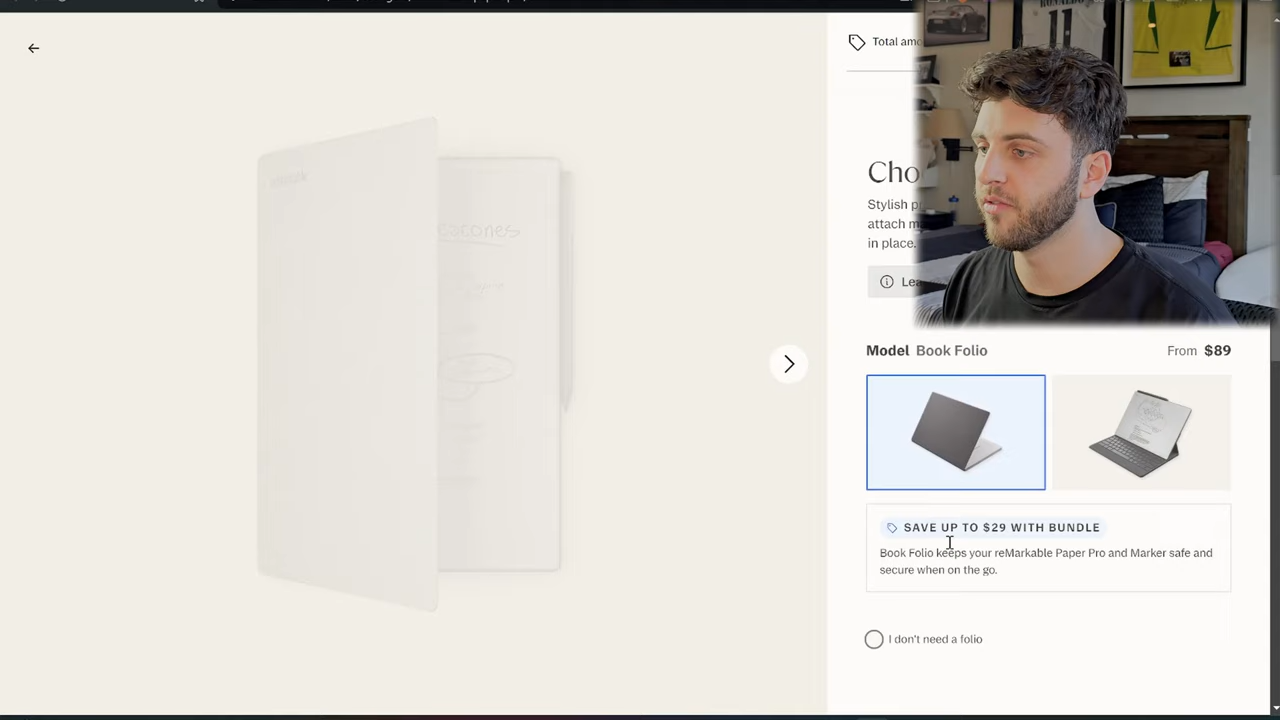 Total amo
11
Cho
Stylish p
attach m
in place.
Lea
Model Book Folio
From $89
SAVE UP TO $29 WITH BUNDLE
Book Folio keeps your reMarkable Paper Pro and Marker safe and
secure when on the go.
I don't need a folio